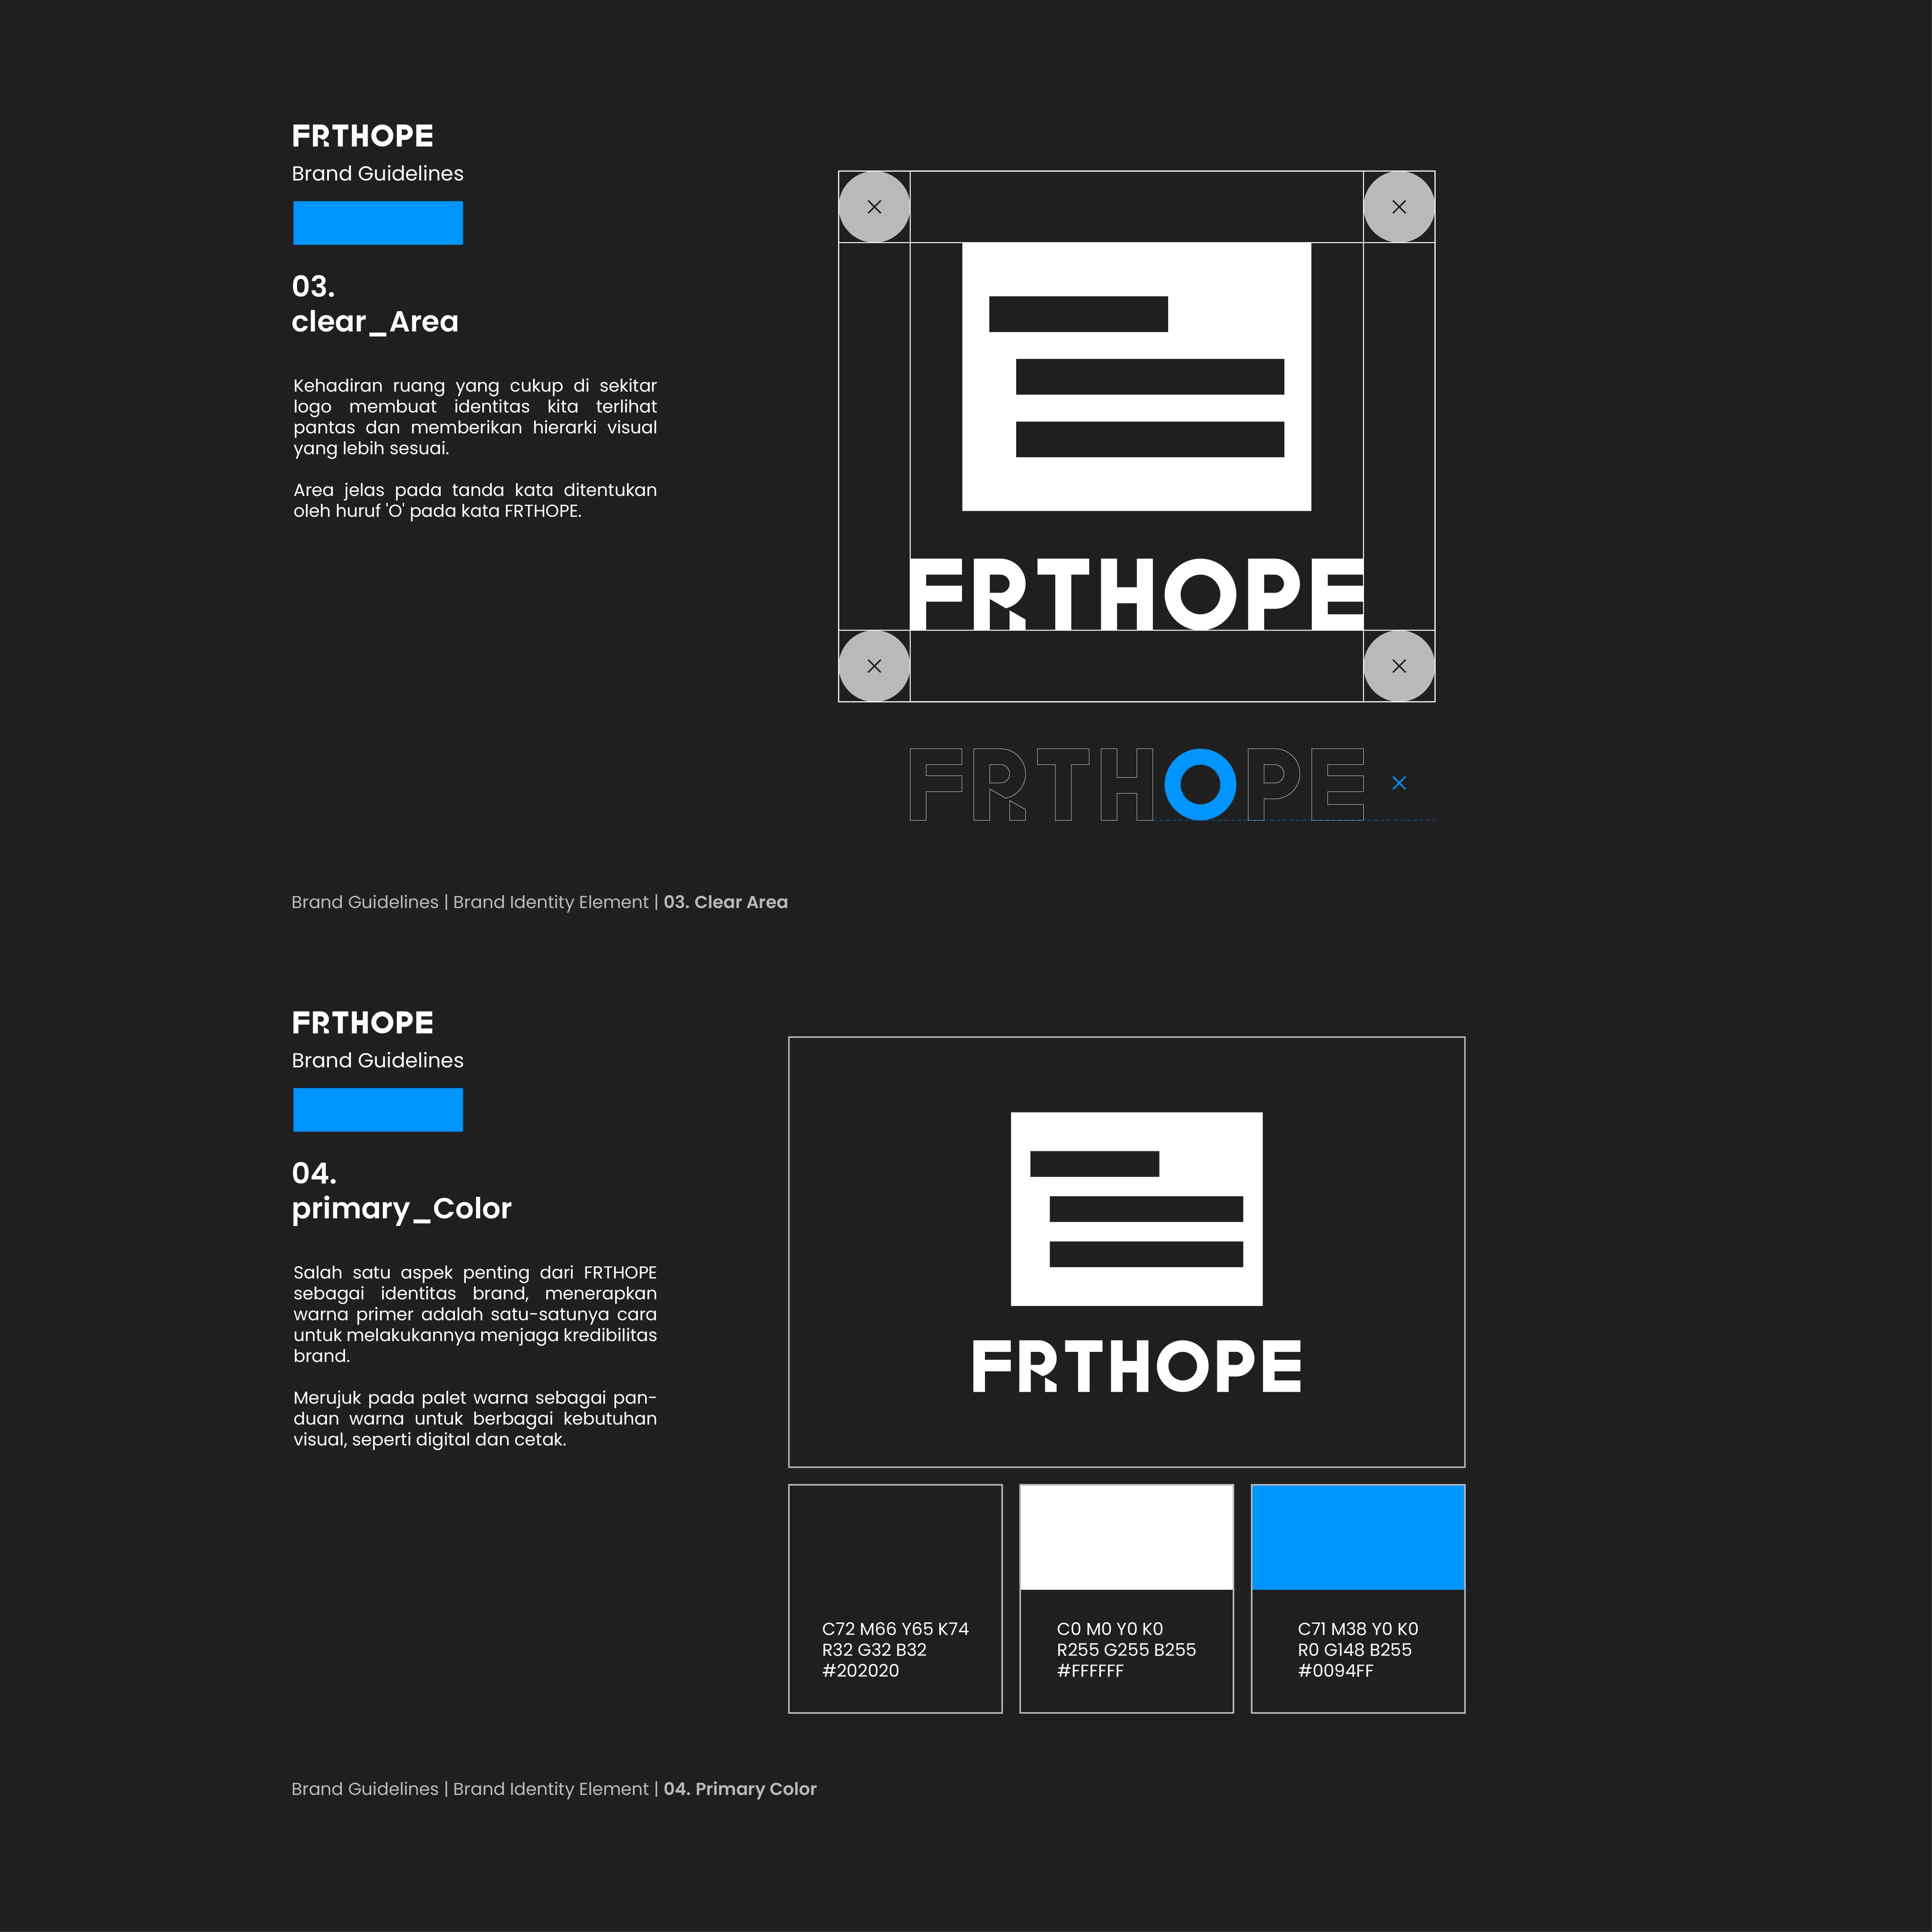 FRTHOPE
Brand Guidelines
03.
clear_Area
Kehadiran ruang yang cukup di sekitar
logo membuat identitas kita terlihat
pantas dan memberikan hierarki visual
yang lebih sesuai.
Area jelas pada tanda kata ditentukan
oleh huruf 'O' pada kata FRTHOPE.
FRTHOPE
FRTHOPE
Brand Guidelines | Brand Identity Element | 03. Clear Area
FRTHOPE
Brand Guidelines
04.
primary_Color
Salah satu aspek penting dari FRTHOPE
sebagai identitas brand, menerapkan
warna primer adalah satu-satunya cara
untuk melakukannya menjaga kredibilitas
brand.
Merujuk pada palet warna sebagai pan-
duan warna untuk berbagai kebutuhan
visual, seperti digital dan cetak.
FRTHOPE
C72 M66 Y65 K74
R32 G32 B32
#202020
C0 M0 Y0 K0
R255 G255 B255
#FFFFFF
C71 M38 Y0 K0
R0 G148 B255
#0094FF
Brand Guidelines | Brand Identity Element | 04. Primary Color